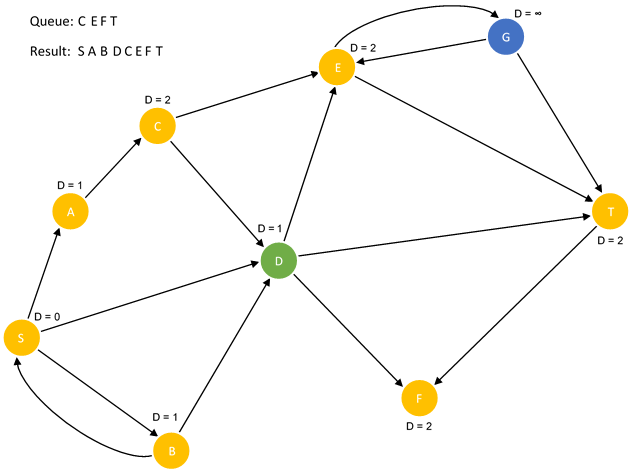 Queue: C E F T
Result: S A B D C E F T
D = ∞
G
D = 2
E
D = 2
C
D = 1
A
T
D = 2
D = 1
D
D = 0
S
F
D = 2
D = 1
B